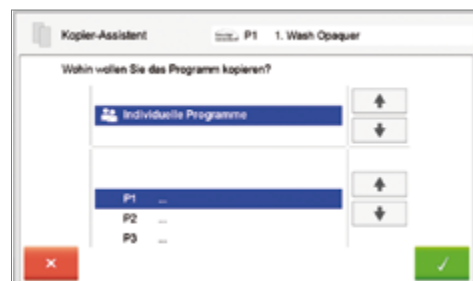 Kopier-Assistent P1 1. Wash Opaquer
Wohin wollen Sie das Programm kopieren?
Individuelle Programme
P1 ...
P2 ...
P3 ...